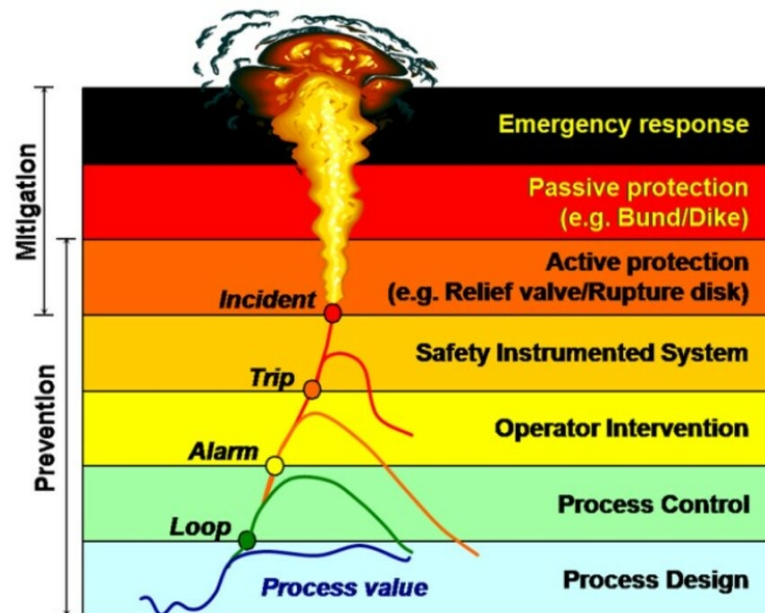 Emergency response
Passive protection
(e.g. Bund/Dike)
Mitigation
Active protection
(e.g. Relief valve/Rupture disk)
Incident
Safety Instrumented System
Trip
Operator Intervention
Prevention
Alarm
Process Control
Loop
Process value
Process Design